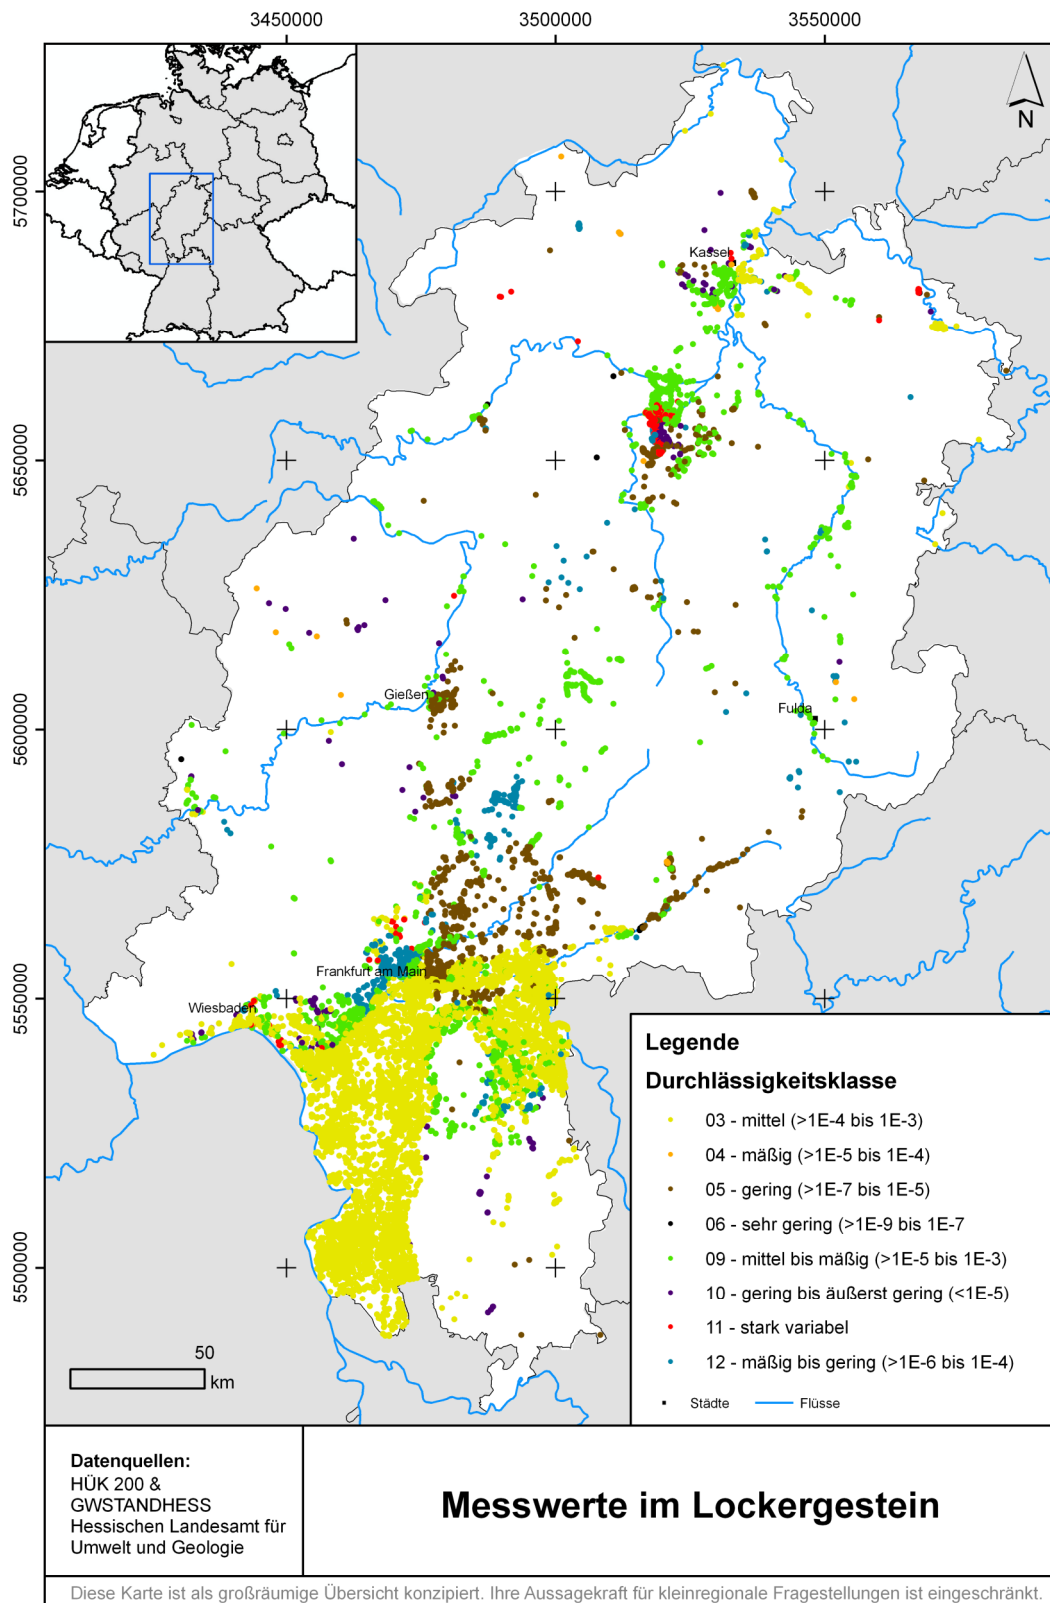 3450000
3500000
3550000
5700000
5650000
5600000
5550000
5500000
N
Kassel
Gießen
Fulda
Frankfurt am Main
Wiesbaden
50
km
Legende
Durchlässigkeitsklasse
03 - mittel (>1E-4 bis 1E-3)
04 - mäßig (>1E-5 bis 1E-4)
05 - gering (>1E-7 bis 1E-5)
06 - sehr gering (>1E-9 bis 1E-7
09 - mittel bis mäßig (>1E-5 bis 1E-3)
10 - gering bis äußerst gering (<1E-5)
11 - stark variabel
12 - mäßig bis gering (>1E-6 bis 1E-4)
Städte
Flüsse
Datenquellen:
HÜK 200 &
GWSTANDHESS
Hessischen Landesamt für
Umwelt und Geologie
Messwerte im Lockergestein
Diese Karte ist als großräumige Übersicht konzipiert. Ihre Aussagekraft für kleinregionale Fragestellungen ist eingeschränkt.